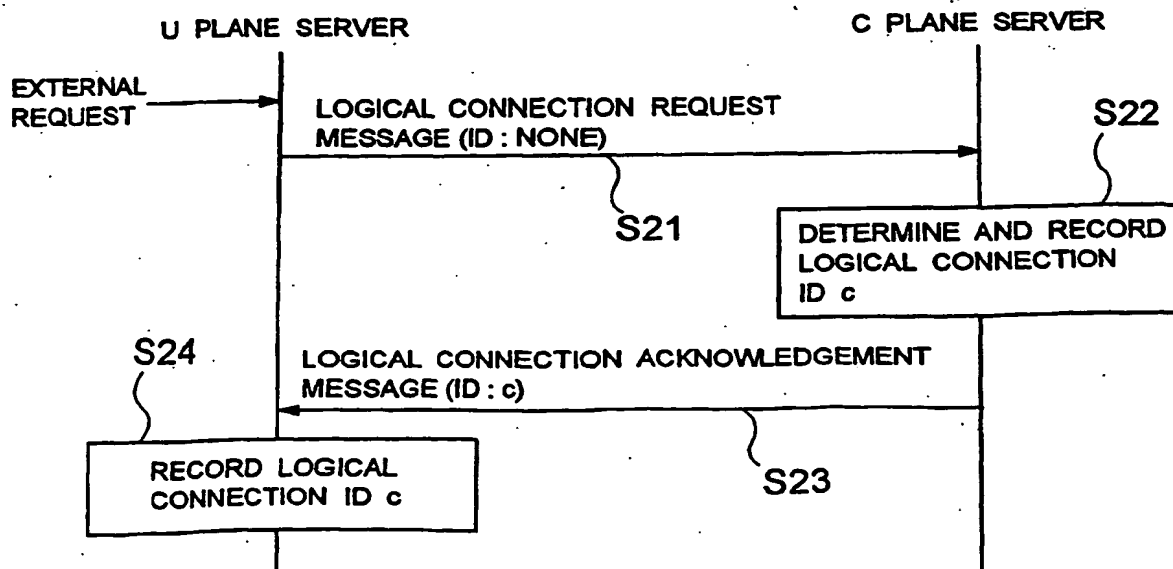 U PLANE SERVER
C PLANE SERVER
EXTERNAL
REQUEST
LOGICAL CONNECTION REQUEST
MESSAGE (ID : NONE)
S21
S22
DETERMINE AND RECORD
LOGICAL CONNECTION
ID c
S24
LOGICAL CONNECTION ACKNOWLEDGEMENT
MESSAGE (ID : c)
S23
RECORD LOGICAL
CONNECTION ID c